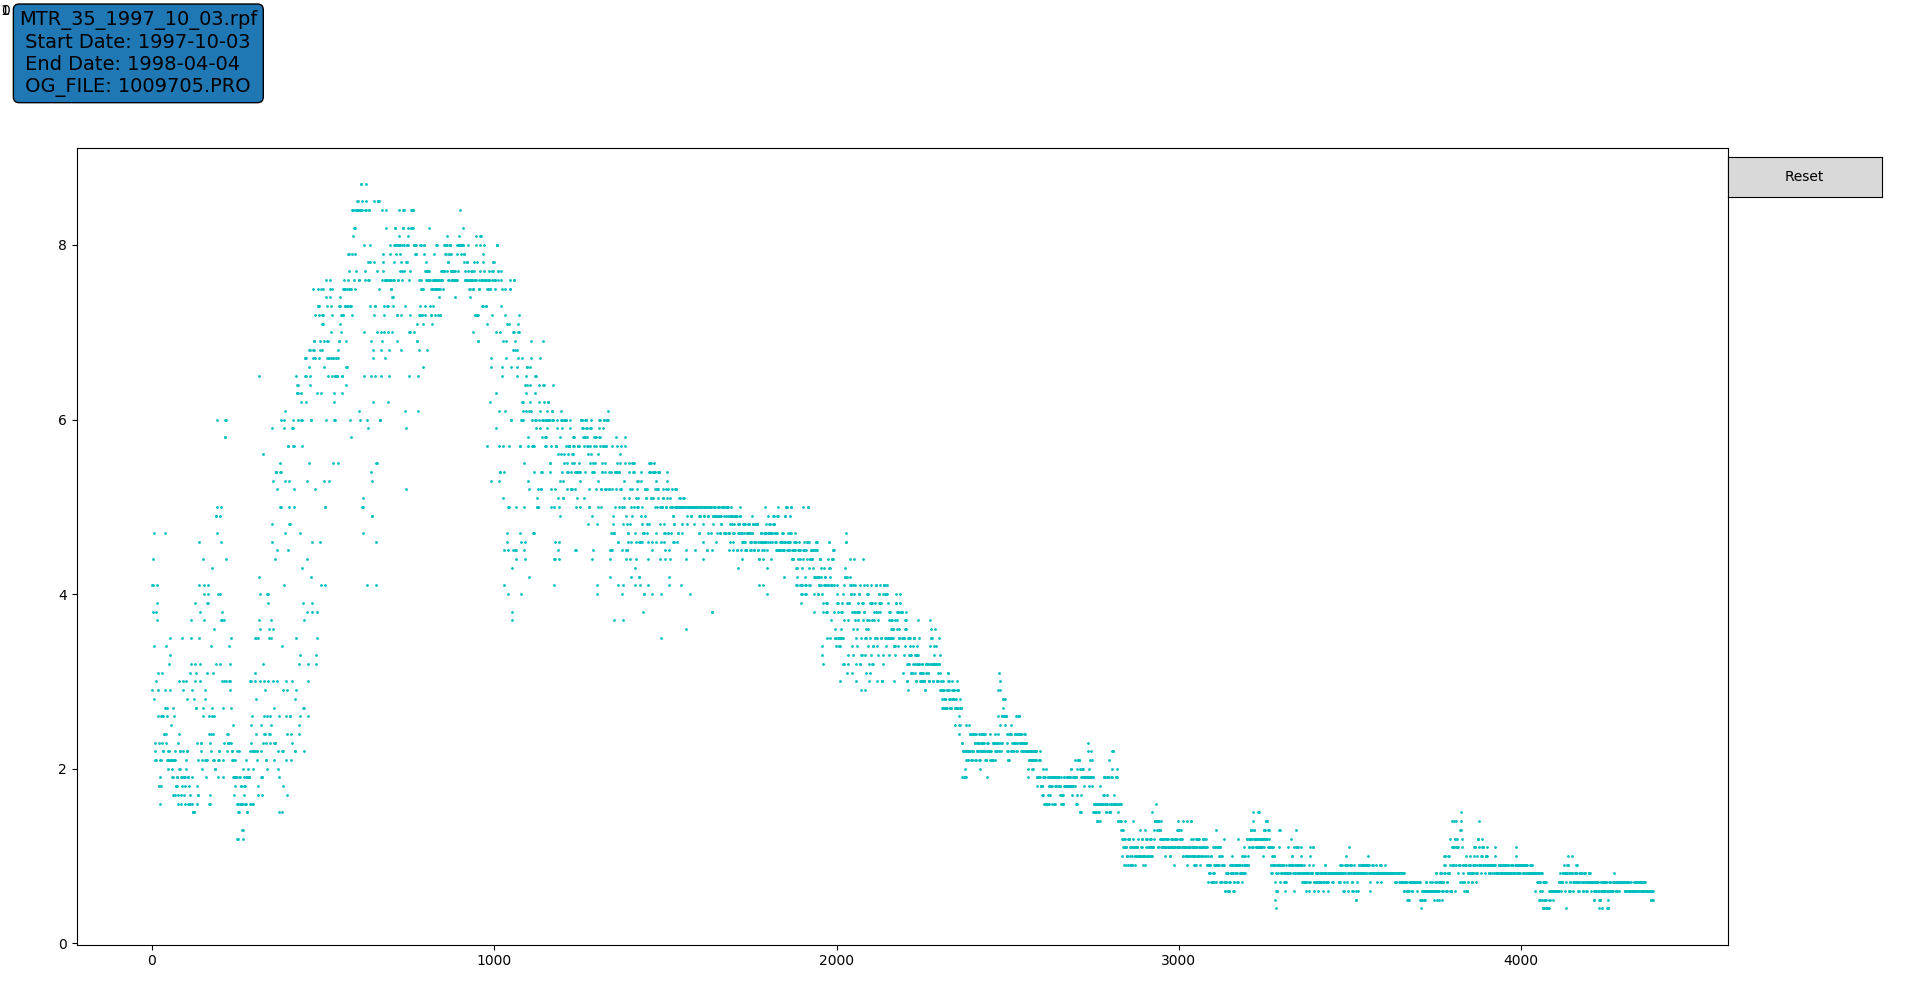 MTR_35_1997_10_03.rpf
Start Date: 1997-10-03
End Date: 1998-04-04
OG_FILE: 1009705.PRO
Reset
8
6
4
2
0
0 1000 2000 3000 4000